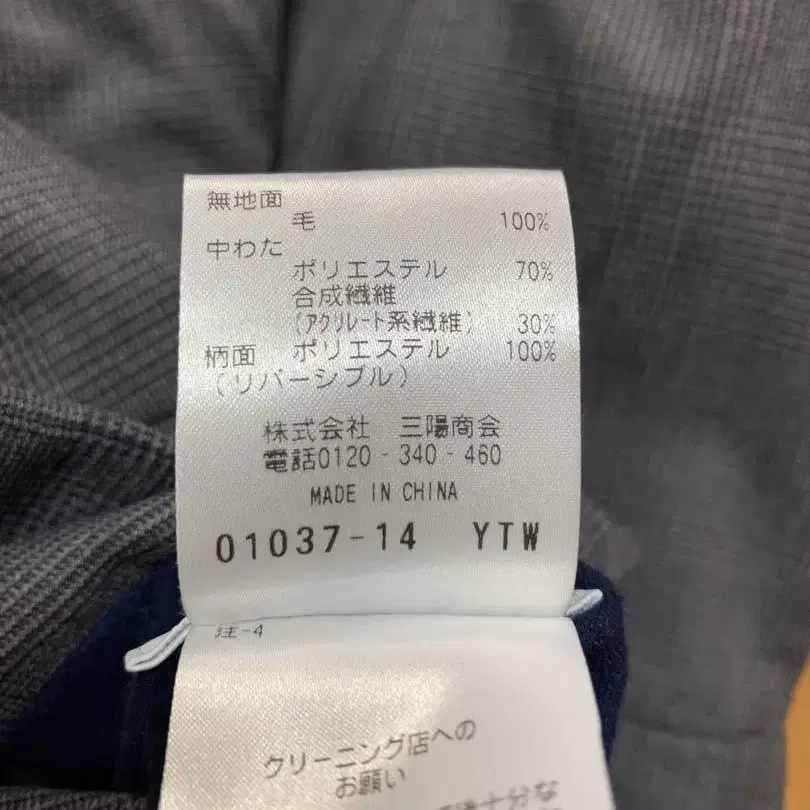 無地面
毛 100%
中わた
ポリエステル 70%
合成繊維
(アクリレート系繊維) 30%
柄面 ポリエステル 100%
(リバーシブル)
株式会社 三陽商会
電話0120-340-460
MADE IN CHINA
01037-14 YTW
注-4
クリーニング店への
お願い
十分な